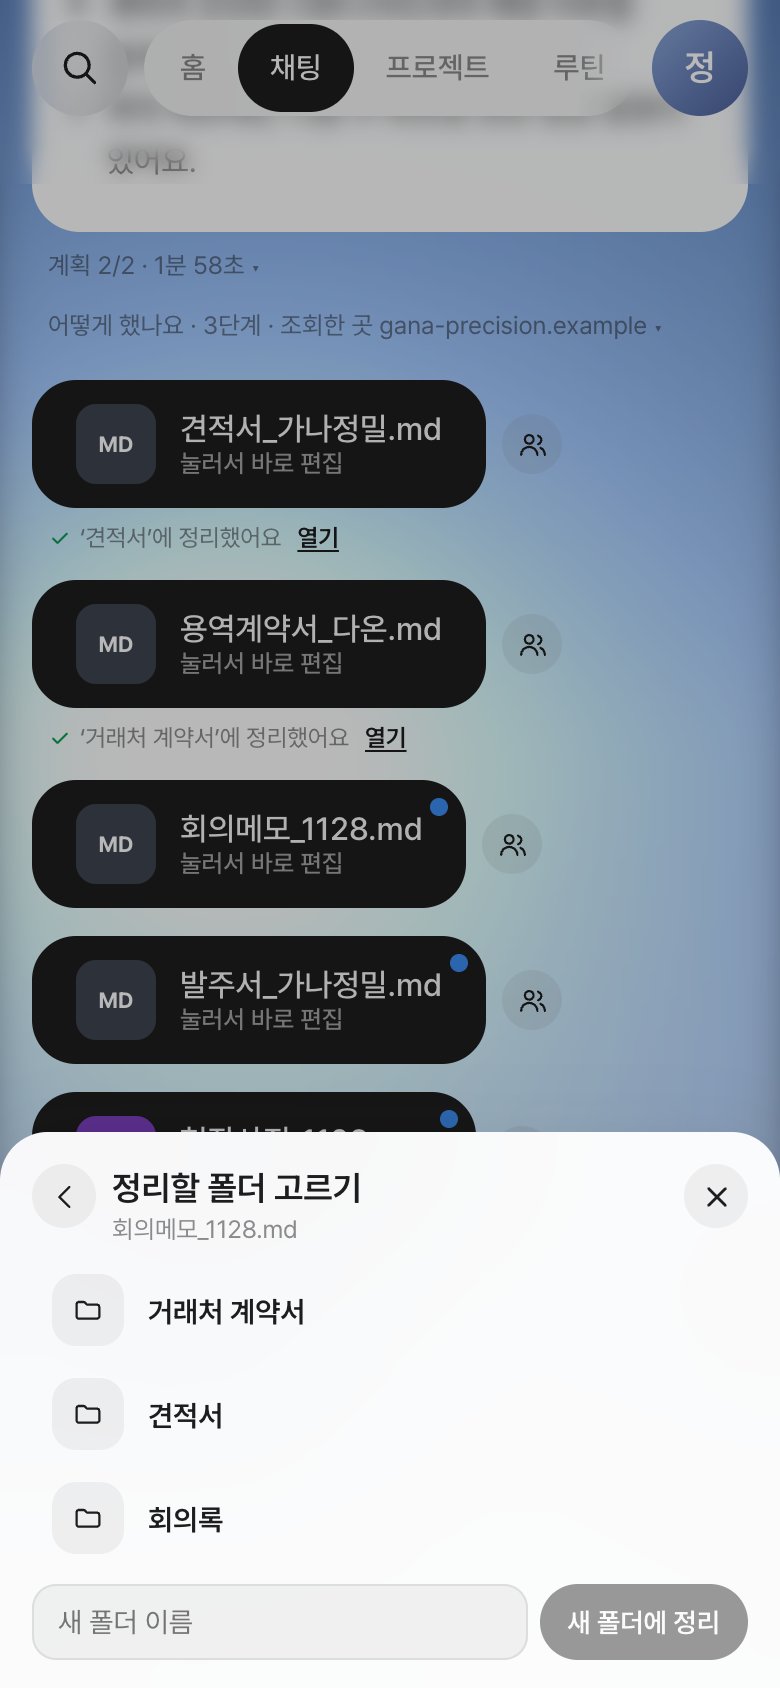 홈
채팅
프로젝트
루틴
정
있어요.
계획 2/2 · 1분 58초
어떻게 했나요 · 3단계 · 조회한 곳 gana-precision.example
MD
견적서_가나정밀.md
눌러서 바로 편집
'견적서'에 정리했어요 열기
MD
용역계약서_다온.md
눌러서 바로 편집
'거래처 계약서'에 정리했어요 열기
MD
회의메모_1128.md
눌러서 바로 편집
MD
발주서_가나정밀.md
눌러서 바로 편집
정리할 폴더 고르기
회의메모_1128.md
거래처 계약서
견적서
회의록
새 폴더 이름
새 폴더에 정리